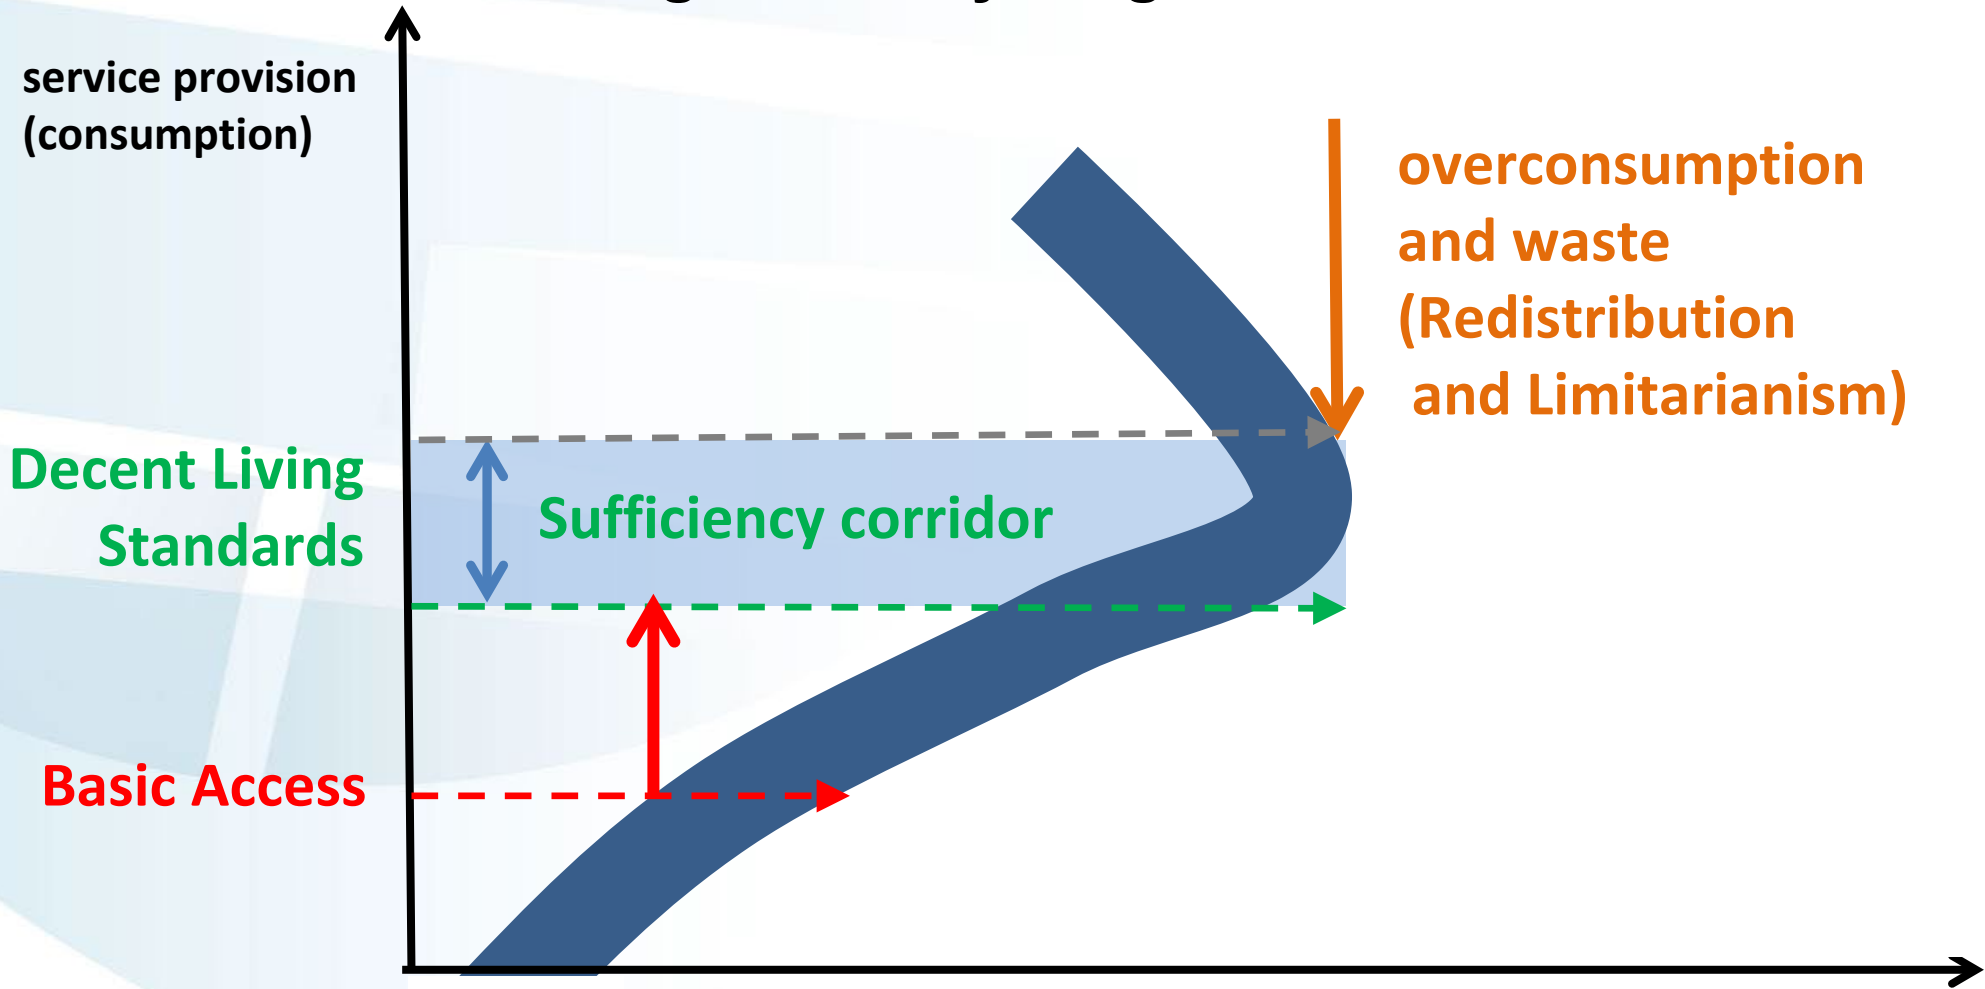 service provision
(consumption)
overconsumption
and waste
(Redistribution
and Limitarianism)
Decent Living
Standards
Sufficiency corridor
Basic Access